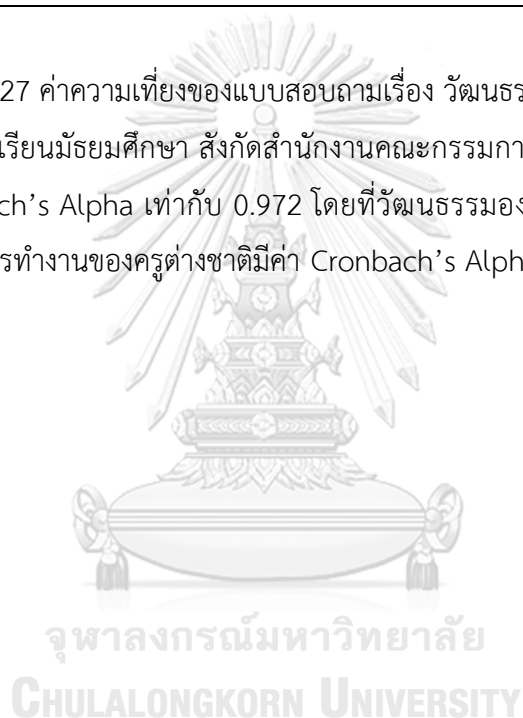 27 ค่าความเที่ยงของแบบสอบถามเรื่อง วัฒนธร
เรียนมัธยมศึกษา สังกัดสำนักงานคณะกรรมกา
ch's Alpha เท่ากับ 0.972 โดยที่วัฒนธรรมอง
รทำงานของครูต่างชาติมีค่า Cronbach's Alph
จุฬาลงกรณ์มหาวิทยาลัย
CHULALONGKORN UNIVERSITY